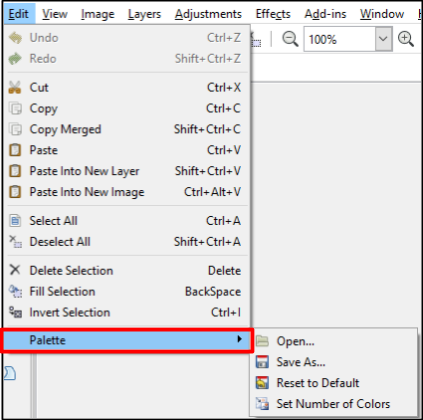 Edit View Image Layers Adjustments Effects Add-ins Window
Undo Ctrl+Z
100%
Redo Shift+Ctrl+Z
Cut Ctrl+X
Copy Ctrl+C
Copy Merged Shift+Ctrl+C
Paste Ctrl+V
Paste Into New Layer Shift+Ctrl+V
Paste Into New Image Ctrl+Alt+V
Select All Ctrl+A
Deselect All Shift+Ctrl+A
Delete Selection Delete
Fill Selection BackSpace
Invert Selection Ctrl+I
Palette
Open...
Save As...
Reset to Default
Set Number of Colors